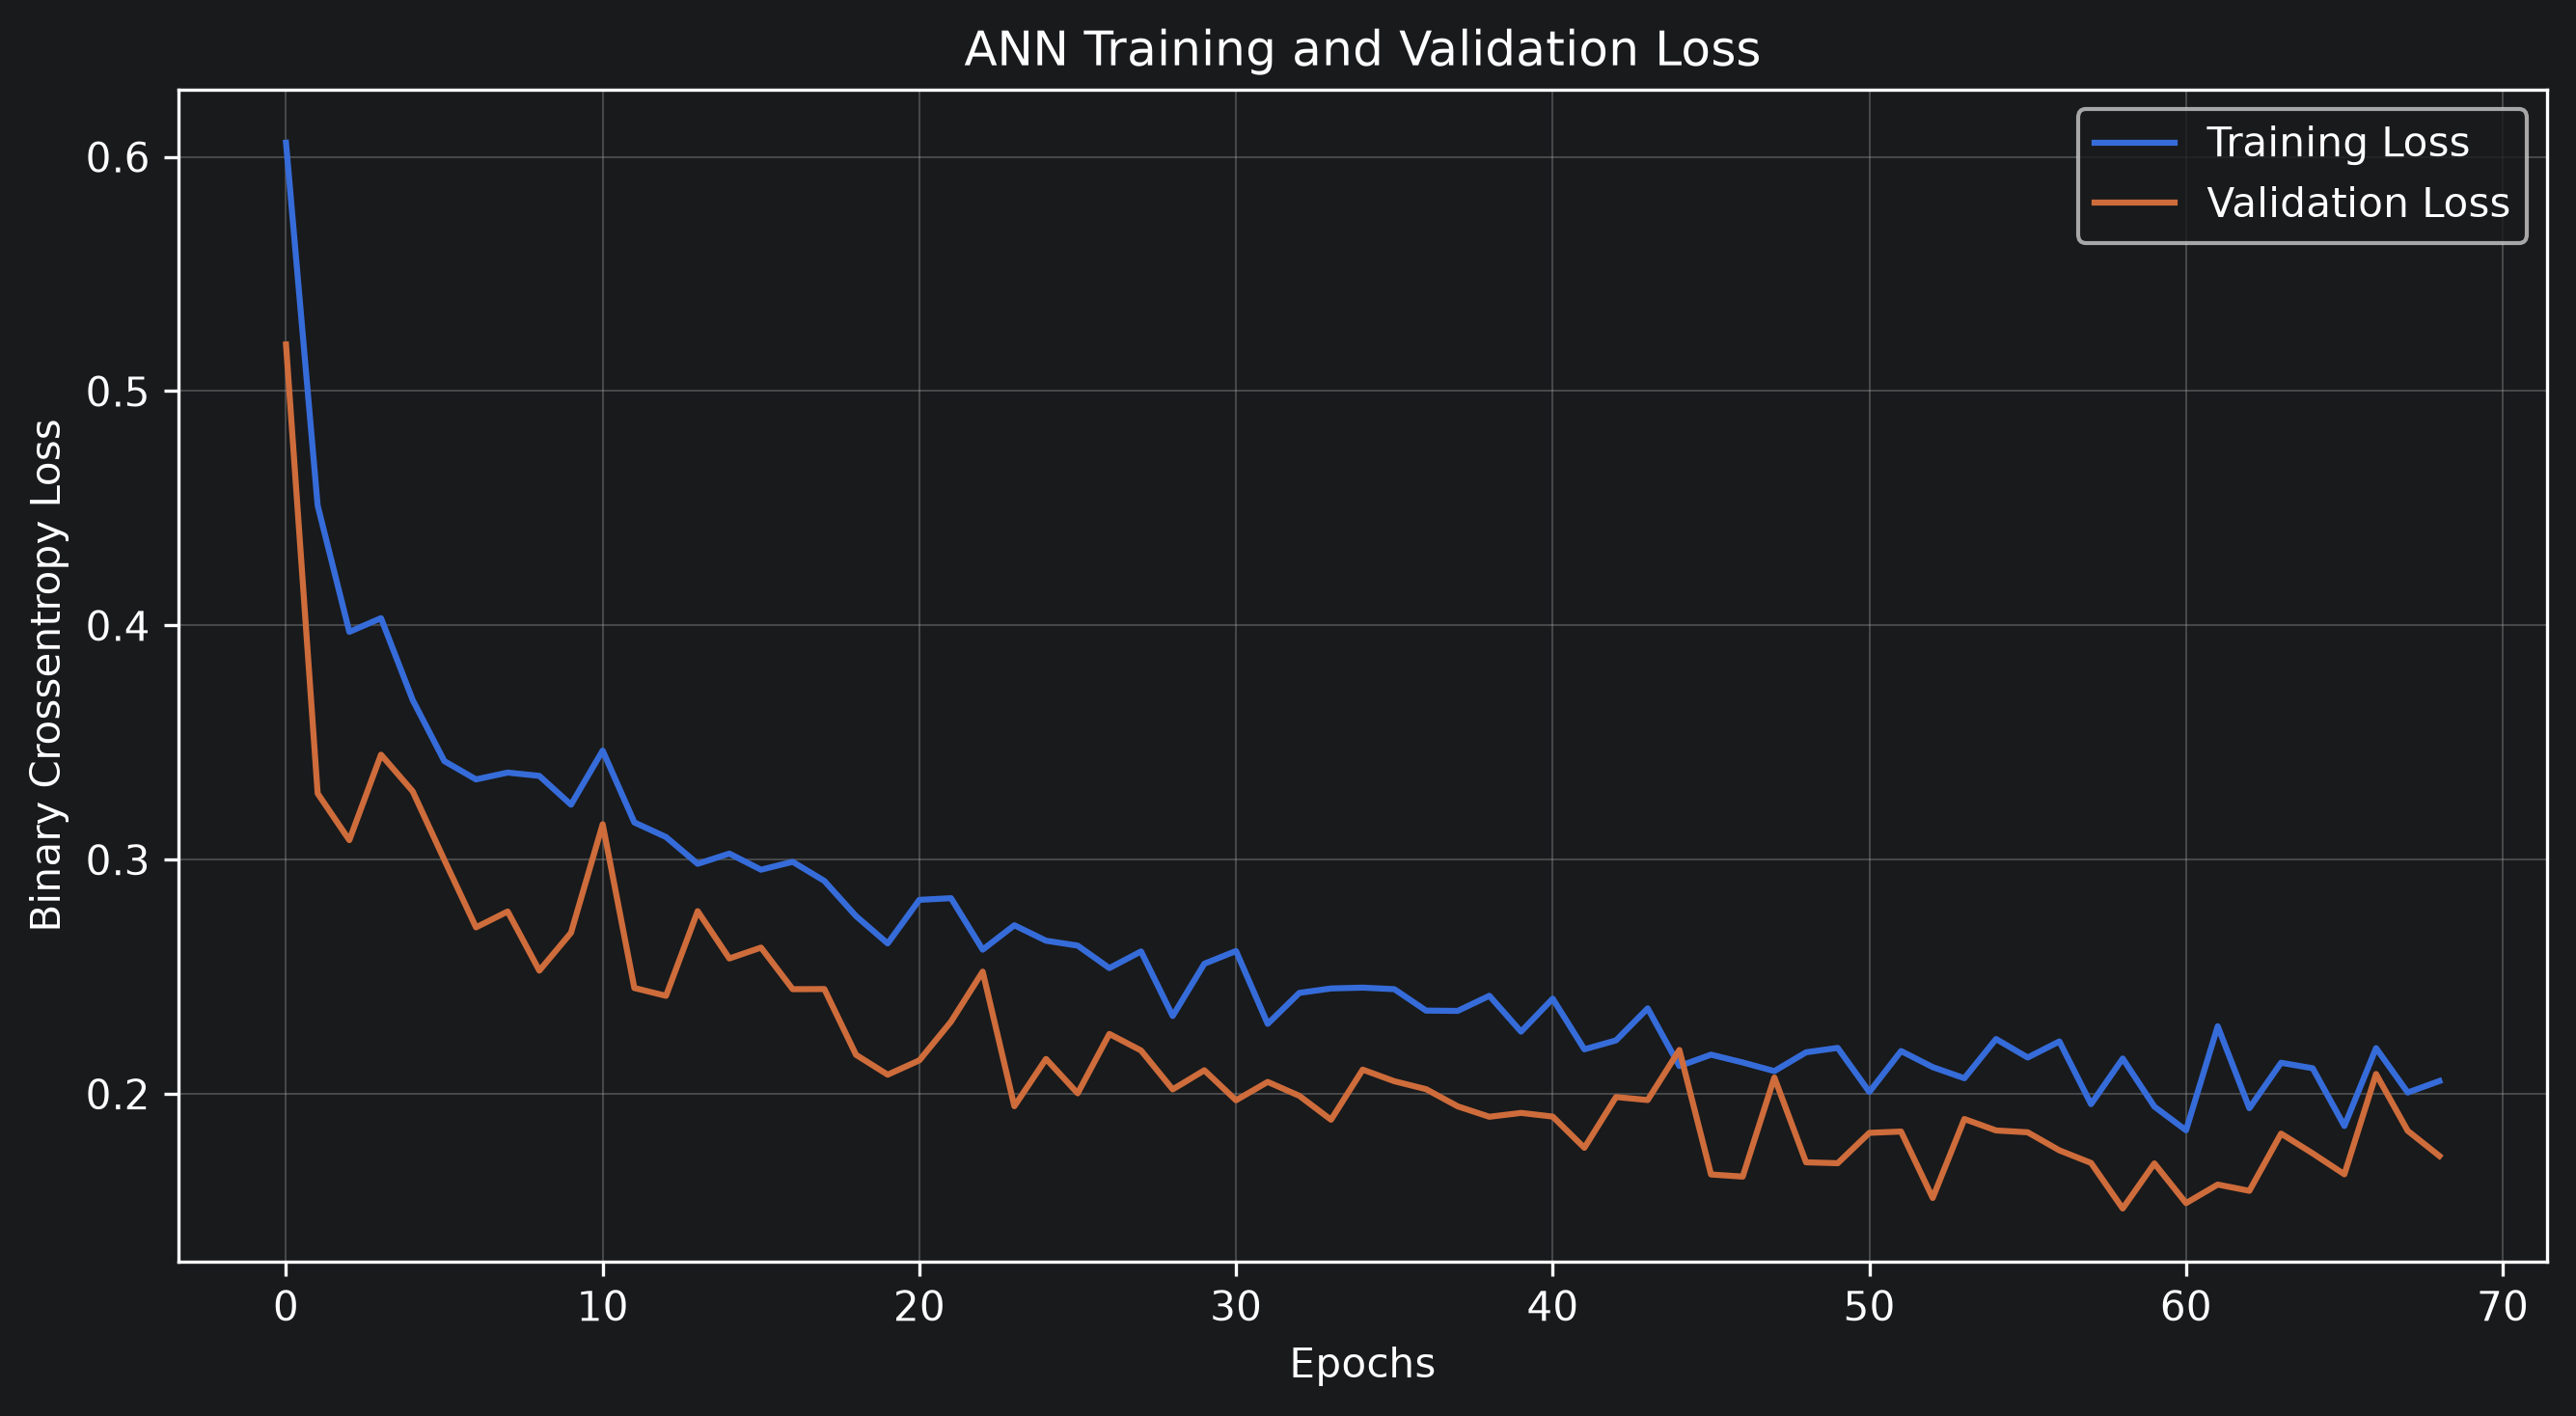 ANN Training and Validation Loss
Training Loss
Validation Loss
Binary Crossentropy Loss
0.6
0.5
0.4
0.3
0.2
0 10 20 30 40 50 60 70
Epochs